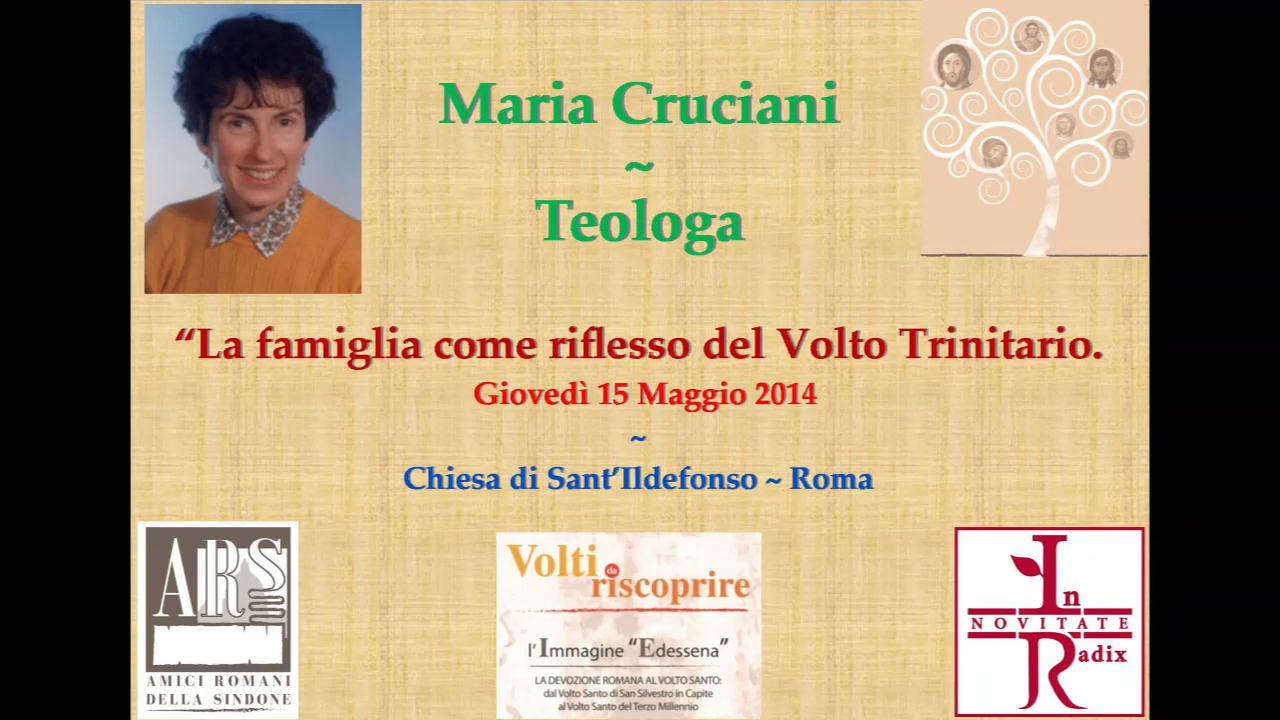 Maria Cruciani
~
Teologa
“La famiglia come riflesso del Volto Trinitario.
Giovedì 15 Maggio 2014
~
Chiesa di Sant’Ildefonso ~ Roma
ARS
AMICI ROMANI
DELLA SINDONE
Volti da
riscoprire
l’Immagine “Edessena”
LA DEVOZIONE ROMANA AL VOLTO SANTO:
dal Volto Santo di San Silvestro in Capite
al Volto Santo del Terzo Millennio
In
NOVITATE
Radix